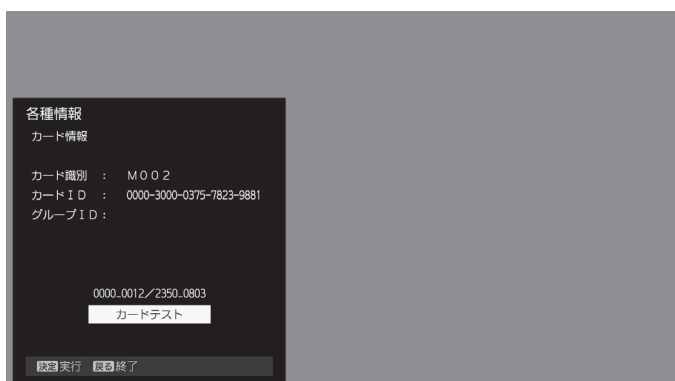 各種情報
カード情報
カード識別 : Ｍ００２
カードＩＤ : 0000-3000-0375-7823-9881
グループＩＤ:
0000_0012／2350_0803
カードテスト
決定 実行 戻る 終了